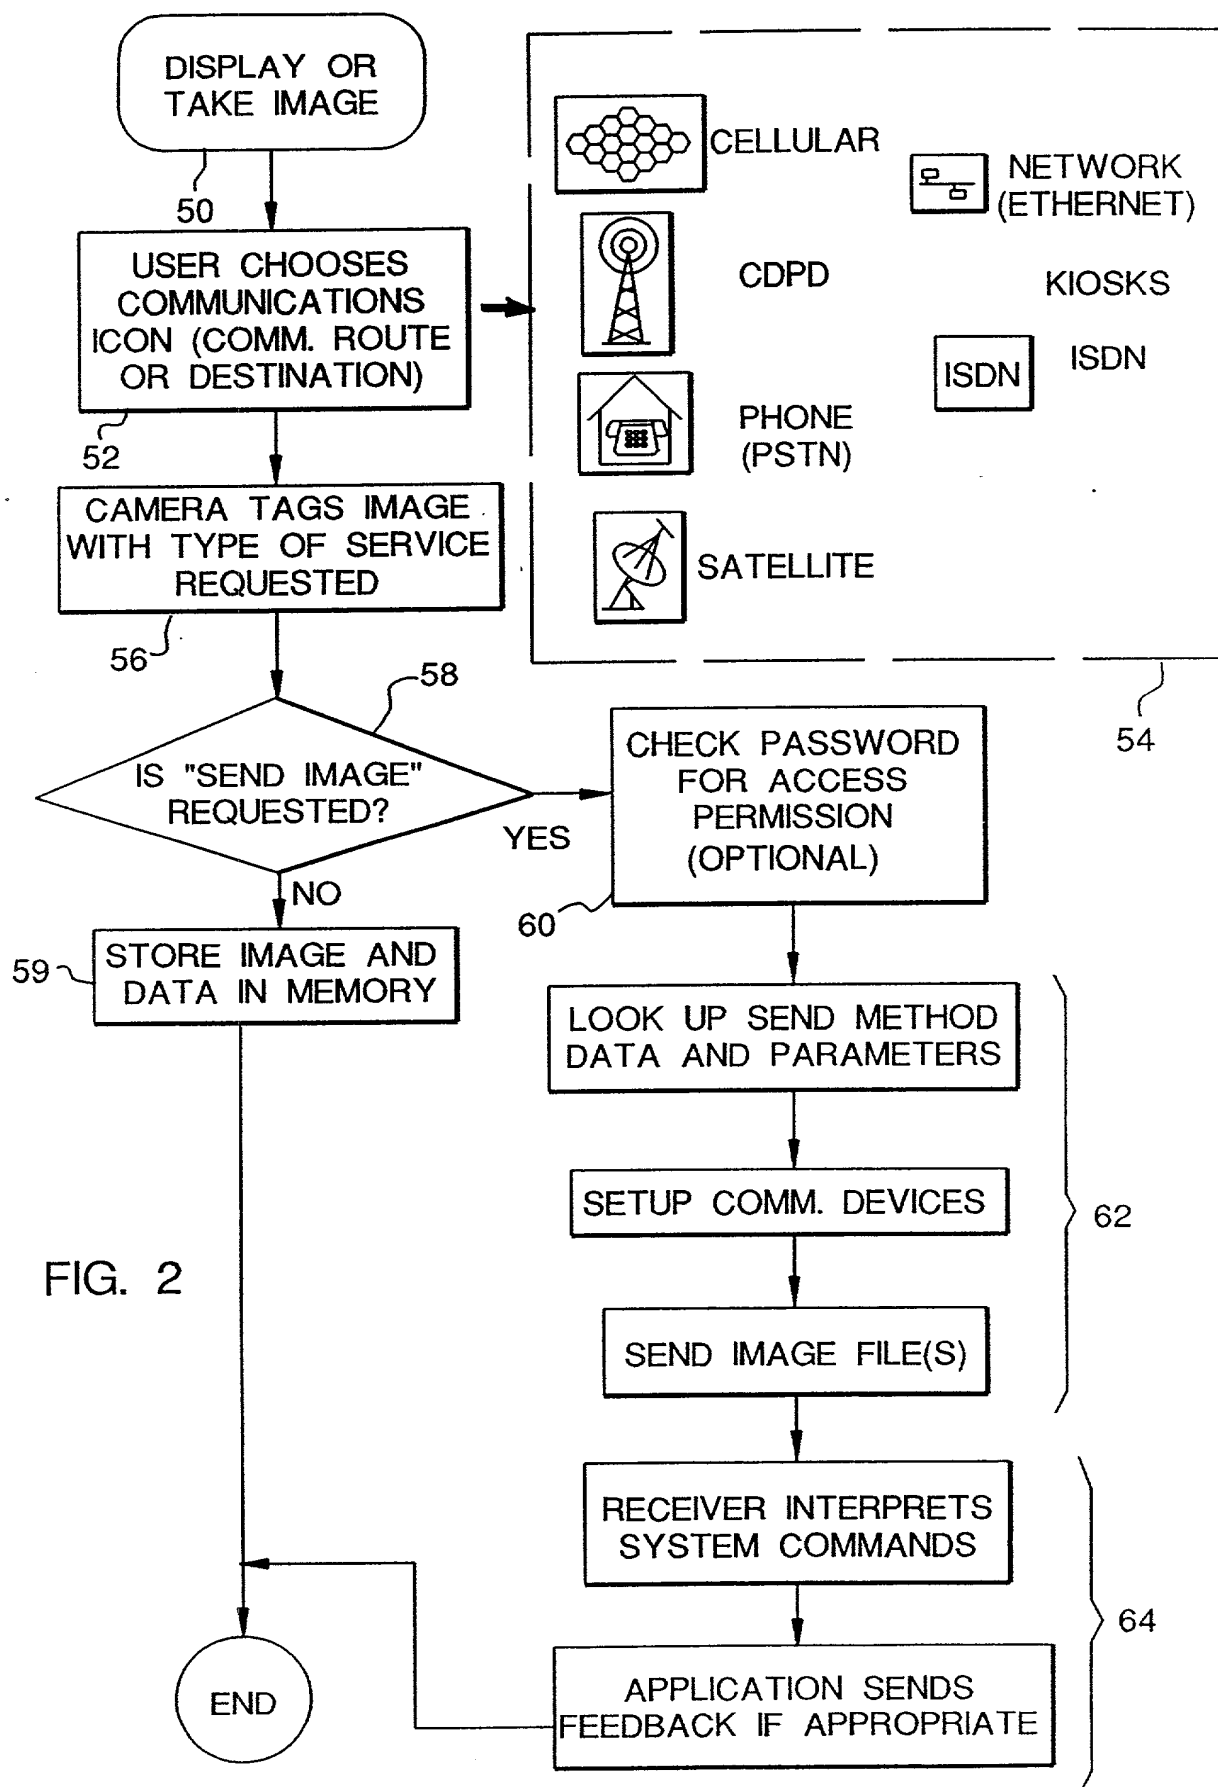 DISPLAY OR
TAKE IMAGE
50
USER CHOOSES
COMMUNICATIONS
ICON (COMM. ROUTE
OR DESTINATION)
52
CELLULAR
NETWORK
(ETHERNET)
CDPD
KIOSKS
ISDN
ISDN
PHONE
(PSTN)
SATELLITE
54
CAMERA TAGS IMAGE
WITH TYPE OF SERVICE
REQUESTED
56
58
IS "SEND IMAGE"
REQUESTED?
YES
NO
CHECK PASSWORD
FOR ACCESS
PERMISSION
(OPTIONAL)
60
59
STORE IMAGE AND
DATA IN MEMORY
LOOK UP SEND METHOD
DATA AND PARAMETERS
SETUP COMM. DEVICES
62
SEND IMAGE FILE(S)
FIG. 2
RECEIVER INTERPRETS
SYSTEM COMMANDS
64
APPLICATION SENDS
FEEDBACK IF APPROPRIATE
END